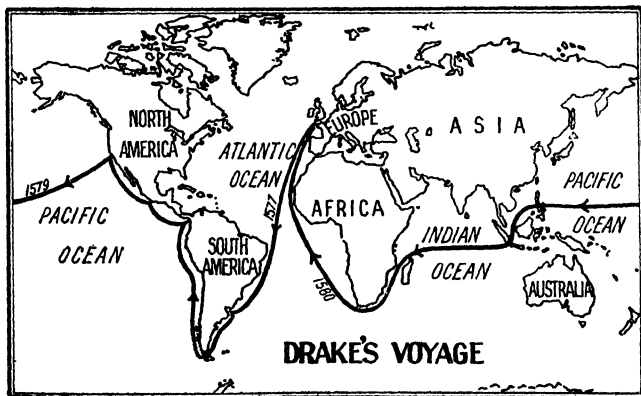 NORTH
AMERICA
ATLANTIC
OCEAN
EUROPE
ASIA
1579
PACIFIC
OCEAN
1577
AFRICA
PACIFIC
OCEAN
SOUTH
AMERICA
INDIAN
OCEAN
1580
AUSTRALIA
DRAKE'S VOYAGE